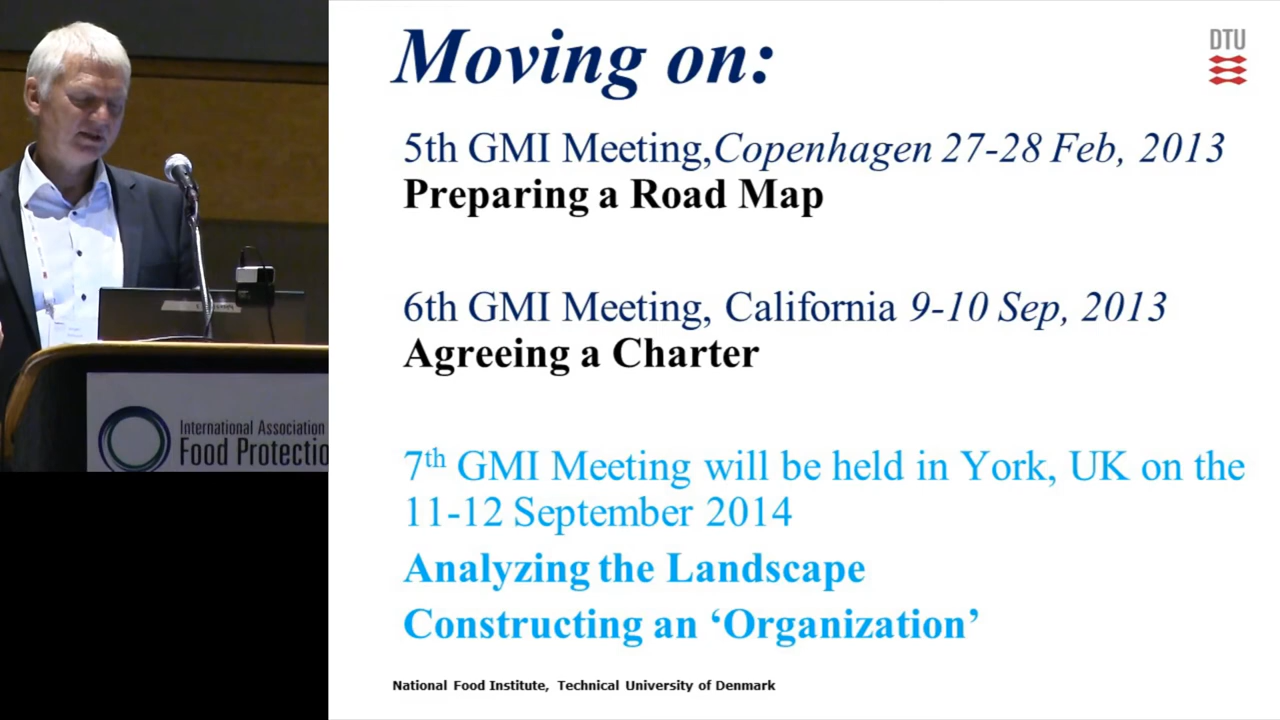 Moving on:
DTU
5th GMI Meeting,Copenhagen 27-28 Feb, 2013
Preparing a Road Map
6th GMI Meeting, California 9-10 Sep, 2013
Agreeing a Charter
7th GMI Meeting will be held in York, UK on the
11-12 September 2014
Analyzing the Landscape
Constructing an ‘Organization’
National Food Institute, Technical University of Denmark
International Association
Food Protectio